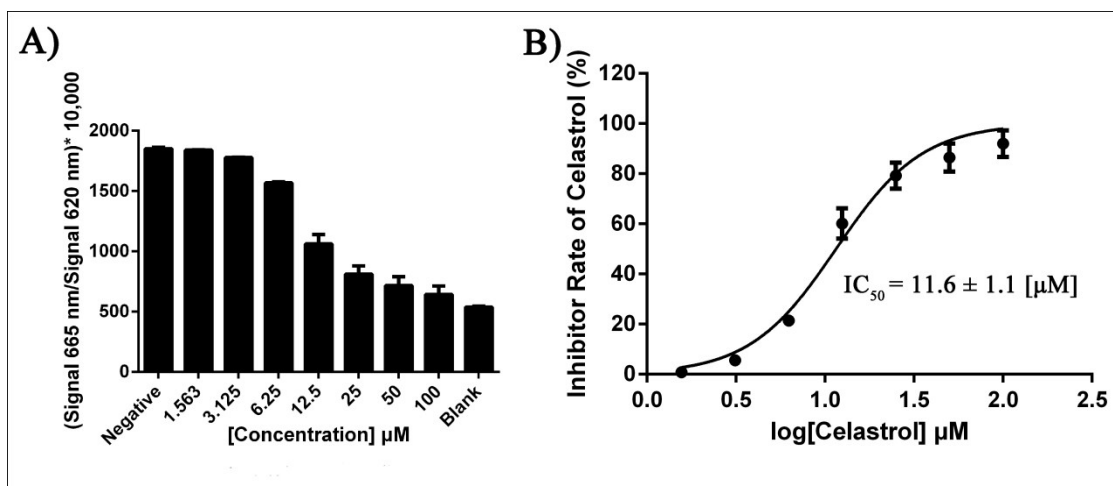 A)
(Signal 665 nm/Signal 620 nm)* 10,000
2000
1500
1000
500
0
Negative
1.563
3.125
6.25
12.5
25
50
100
Blank
[Concentration] µM
B)
Inhibitor Rate of Celastrol (%)
120
100
80
60
40
20
0
IC50 = 11.6 ± 1.1 [µM]
0.0
0.5
1.0
1.5
2.0
2.5
log[Celastrol] µM